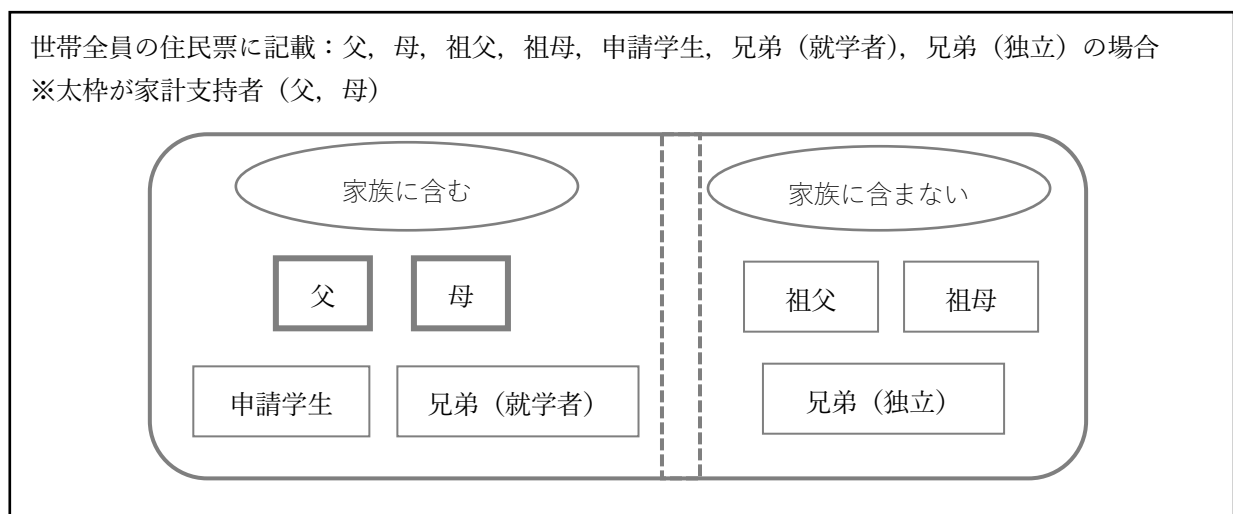 世帯全員の住民票に記載：父，母，祖父，祖母，申請学生，兄弟（就学者），兄弟（独立）の場合
※太枠が家計支持者（父，母）
家族に含む
家族に含まない
父
母
祖父
祖母
申請学生
兄弟（就学者）
兄弟（独立）